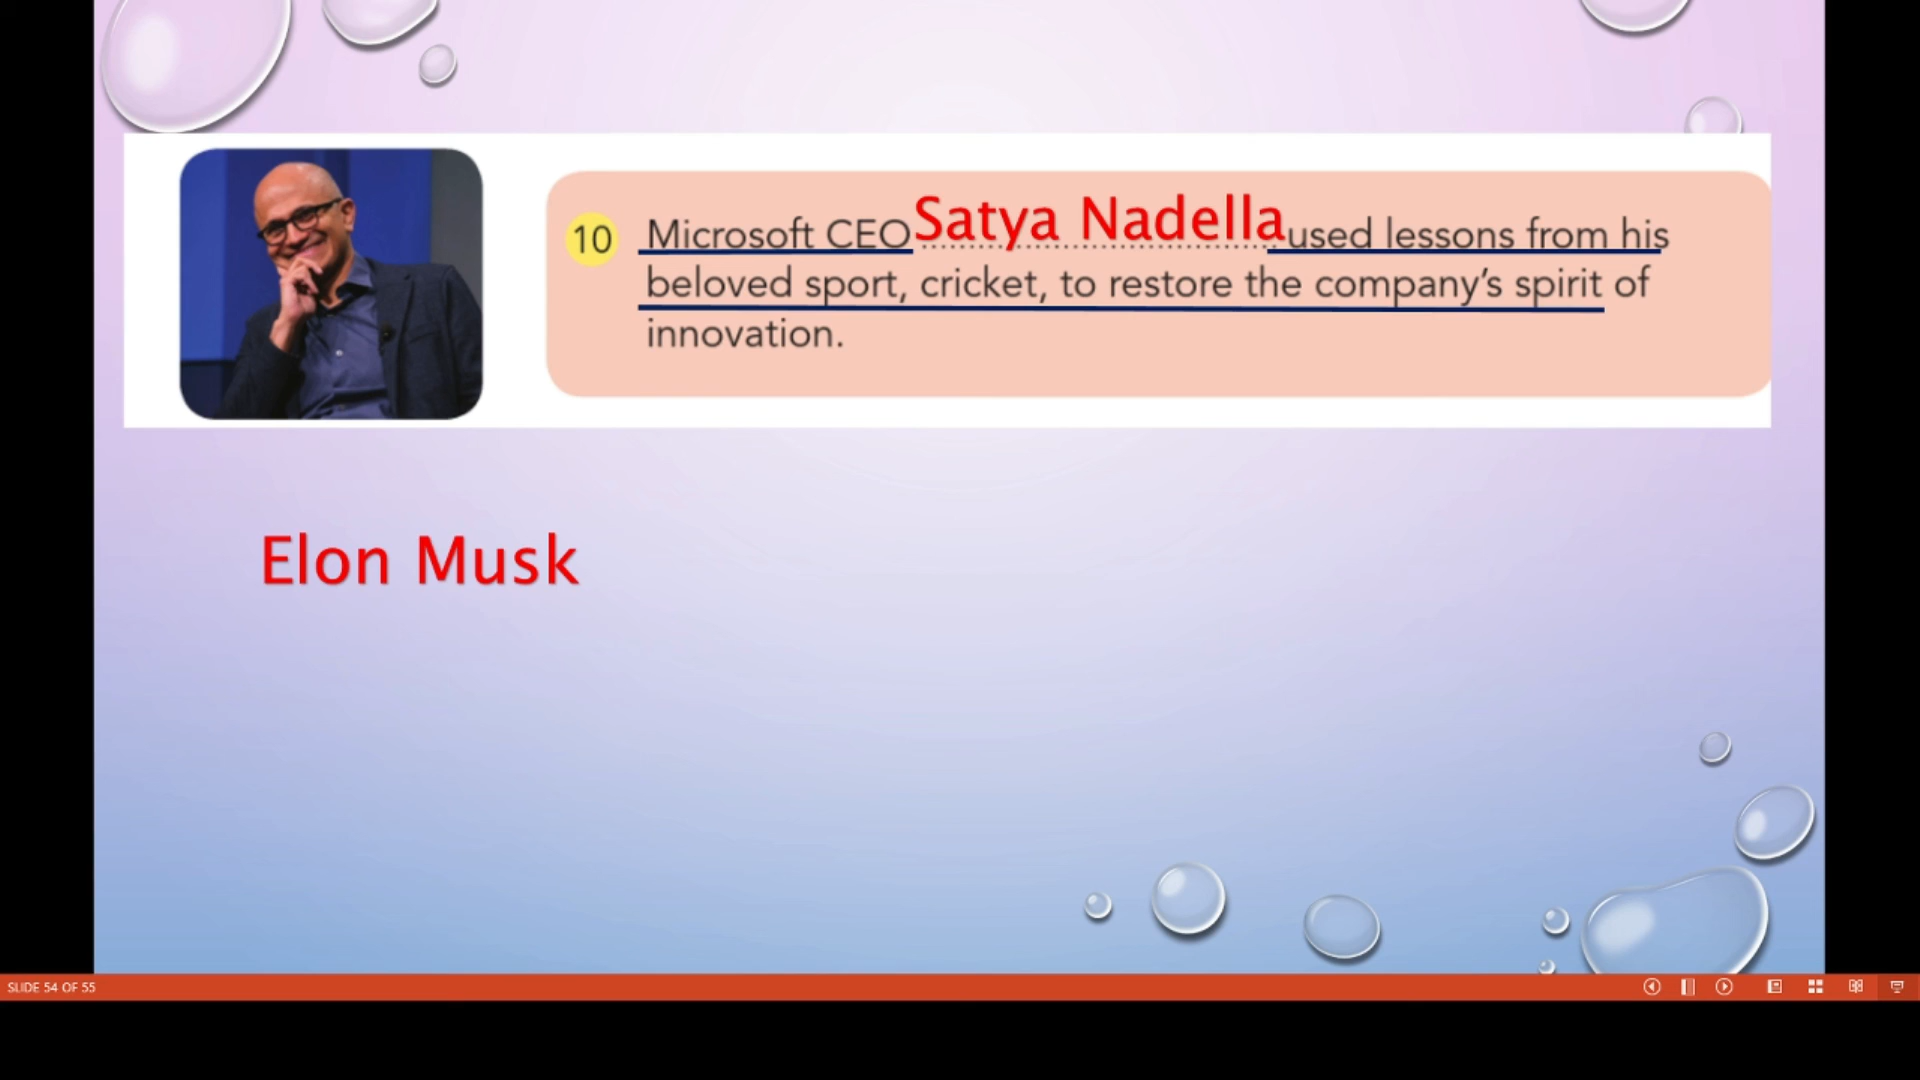 10 Microsoft CEO Satya Nadella used lessons from his
beloved sport, cricket, to restore the company's spirit of
innovation.
Elon Musk
SLIDE 54 OF 55